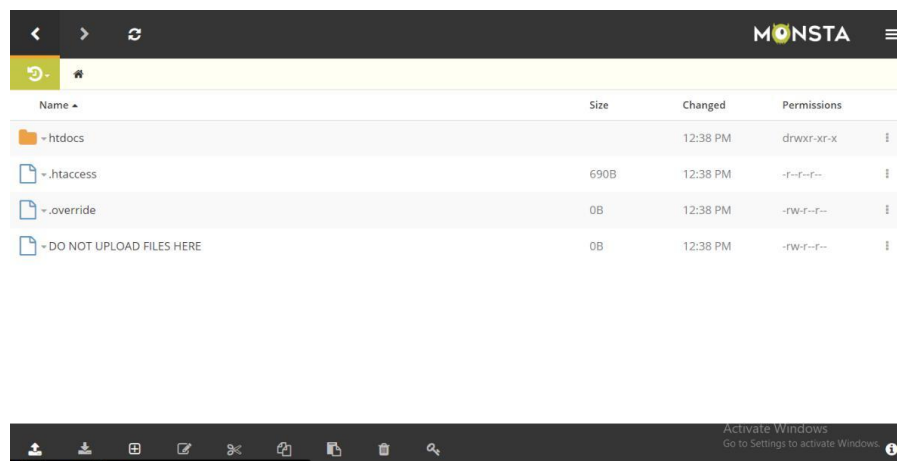 MONSTA
Name Size Changed Permissions
htdocs 12:38 PM drwxr-xr-x
.htaccess 690B 12:38 PM -r--r--r--
.override 0B 12:38 PM -rw-r--r--
DO NOT UPLOAD FILES HERE 0B 12:38 PM -rw-r--r--
Activate Windows
Go to Settings to activate Windows.